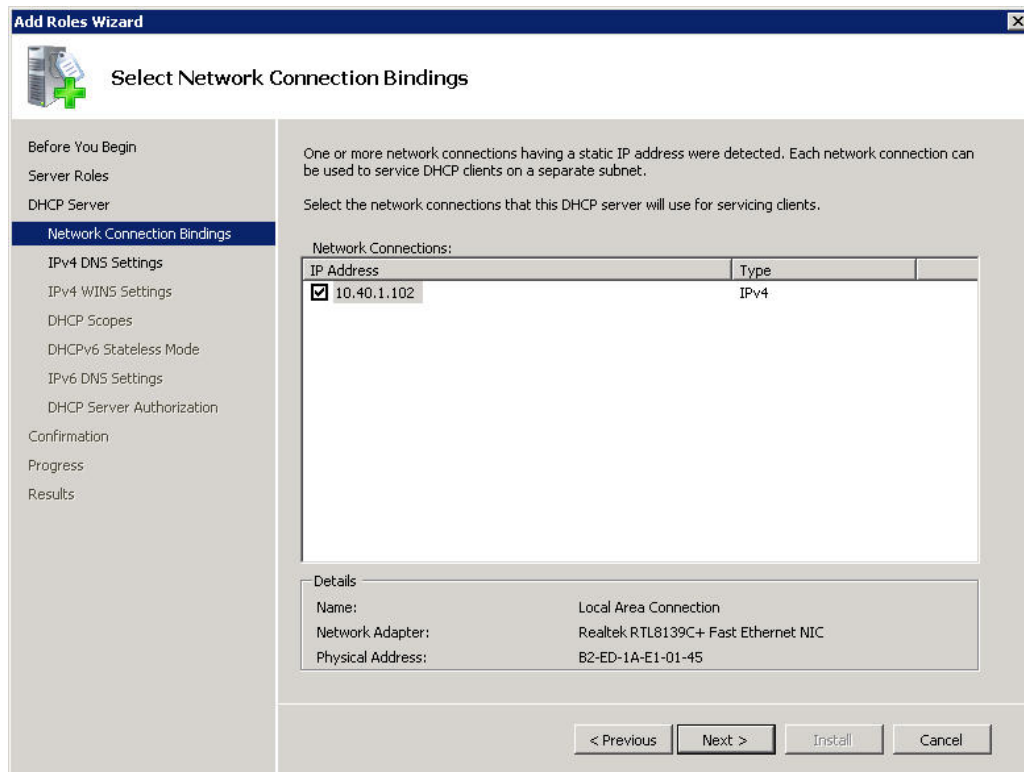 Add Roles Wizard
Select Network Connection Bindings
Before You Begin
Server Roles
DHCP Server
Network Connection Bindings
IPv4 DNS Settings
IPv4 WINS Settings
DHCP Scopes
DHCPv6 Stateless Mode
IPv6 DNS Settings
DHCP Server Authorization
Confirmation
Progress
Results
One or more network connections having a static IP address were detected. Each network connection can
be used to service DHCP clients on a separate subnet.
Select the network connections that this DHCP server will use for servicing clients.
Network Connections:
IP Address Type
10.40.1.102 IPv4
Details
Name: Local Area Connection
Network Adapter: Realtek RTL8139C+ Fast Ethernet NIC
Physical Address: B2-ED-1A-E1-01-45
< Previous Next > Install Cancel